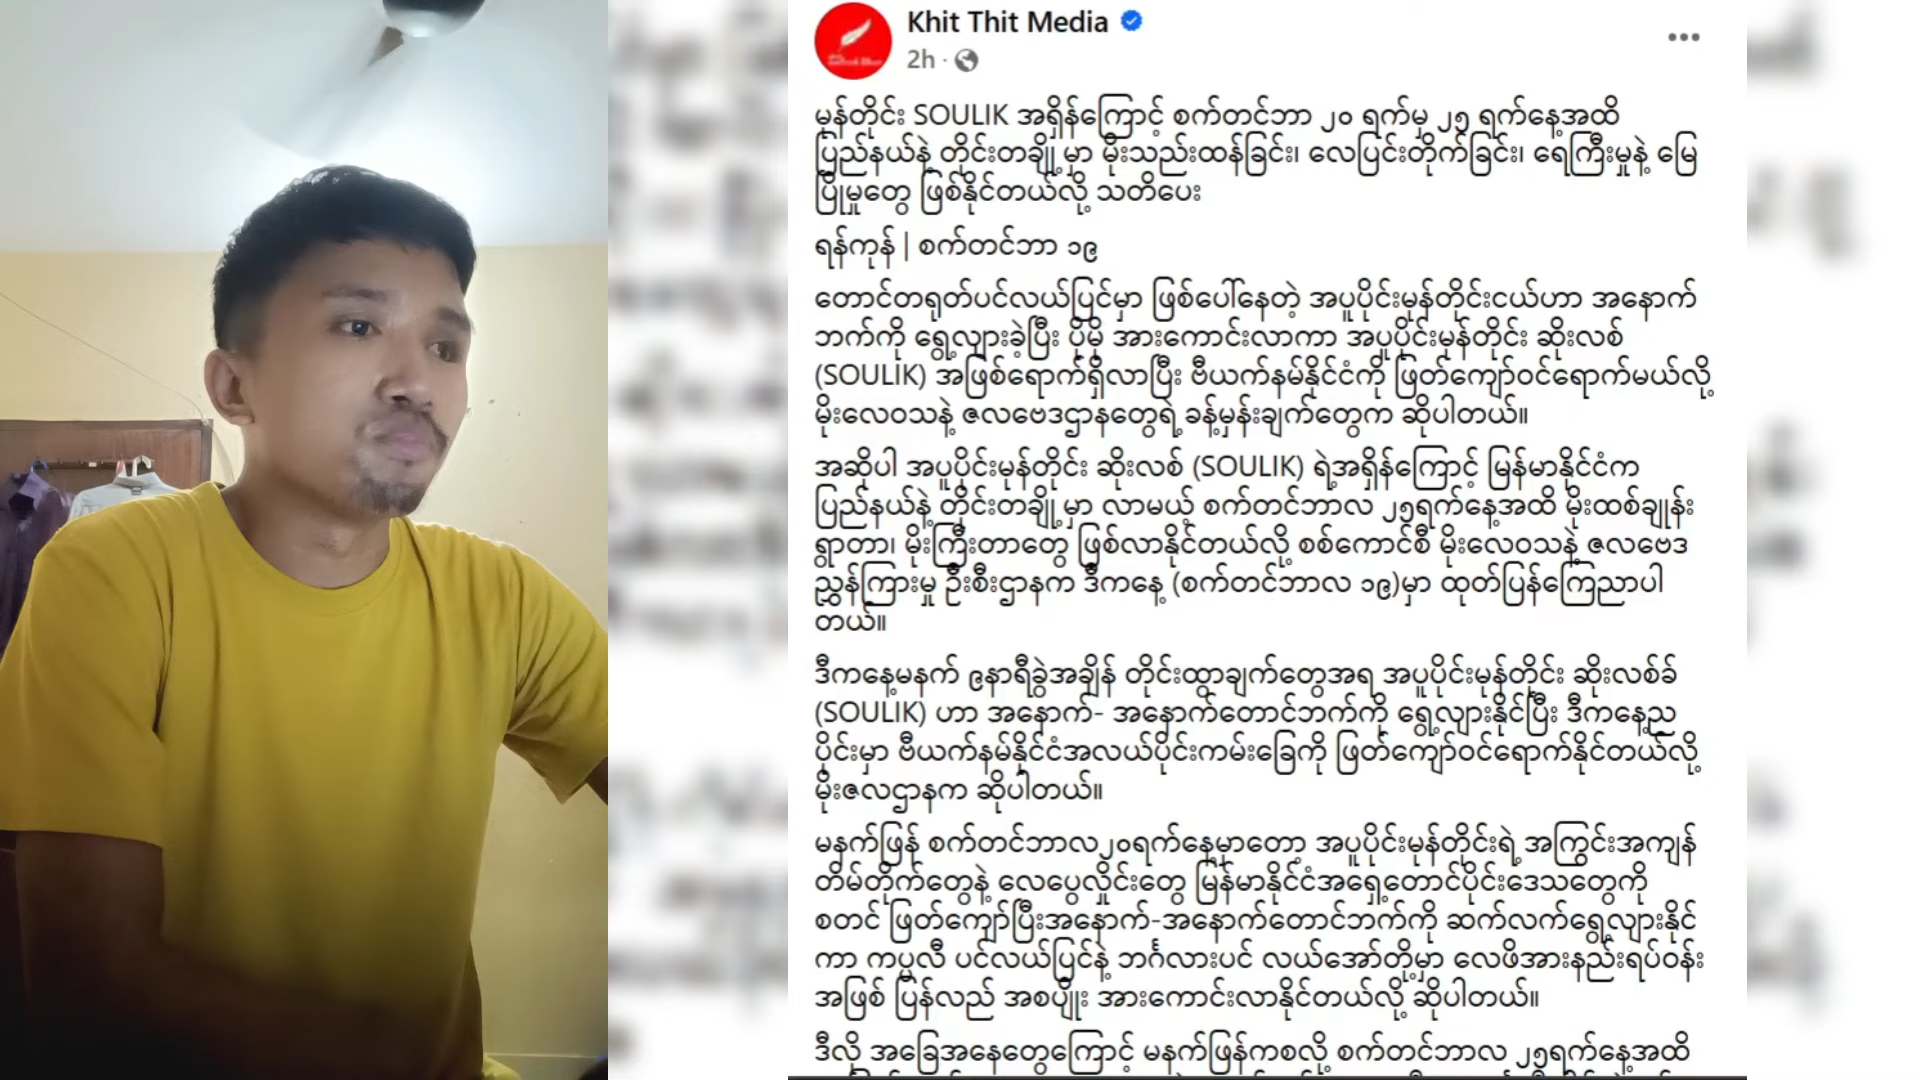 Khit Thit Media
2h ·
မုန်တိုင်း SOULIK အရှိန်ကြောင့် စက်တင်ဘာ ၂၀ ရက်မှ ၂၅ ရက်နေ့အထိ
ပြည်နယ်နဲ့ တိုင်းတချို့မှာ မိုးသည်းထန်ခြင်း၊ လေပြင်းတိုက်ခြင်း၊ ရေကြီးမှုနဲ့ မြေ
ပြိုမှုတွေ ဖြစ်နိုင်တယ်လို့ သတိပေး
ရန်ကုန် | စက်တင်ဘာ ၁၉
တောင်တရုတ်ပင်လယ်ပြင်မှာ ဖြစ်ပေါ်နေတဲ့ အပူပိုင်းမုန်တိုင်းငယ်ဟာ အနောက်
ဘက်ကို ရွေ့လျားခဲ့ပြီး ပိုမို အားကောင်းလာကာ အပူပိုင်းမုန်တိုင်း ဆိုးလစ်
(SOULIK) အဖြစ်ရောက်ရှိလာပြီး ဗီယက်နမ်နိုင်ငံကို ဖြတ်ကျော်ဝင်ရောက်မယ်လို့
မိုးလေဝသနဲ့ ဇလဗေဒဌာနတွေရဲ့ခန့်မှန်းချက်တွေက ဆိုပါတယ်။
အဆိုပါ အပူပိုင်းမုန်တိုင်း ဆိုးလစ် (SOULIK) ရဲ့အရှိန်ကြောင့် မြန်မာနိုင်ငံက
ပြည်နယ်နဲ့ တိုင်းတချို့မှာ လာမယ့် စက်တင်ဘာလ ၂၅ရက်နေ့အထိ မိုးထစ်ချုန်း
ရွာတာ၊ မိုးကြီးတာတွေ ဖြစ်လာနိုင်တယ်လို့ စစ်ကောင်စီ မိုးလေဝသနဲ့ ဇလဗေဒ
ညွှန်ကြားမှု ဦးစီးဌာနက ဒီကနေ့ (စက်တင်ဘာလ ၁၉)မှာ ထုတ်ပြန်ကြေညာပါ
တယ်။
ဒီကနေ့မနက် ၉နာရီခွဲအချိန် တိုင်းထွာချက်တွေအရ အပူပိုင်းမုန်တိုင်း ဆိုးလစ်ခ်
(SOULIK) ဟာ အနောက်- အနောက်တောင်ဘက်ကို ရွေ့လျားနိုင်ပြီး ဒီကနေ့ည
ပိုင်းမှာ ဗီယက်နမ်နိုင်ငံအလယ်ပိုင်းကမ်းခြေကို ဖြတ်ကျော်ဝင်ရောက်နိုင်တယ်လို့
မိုးဇလဌာနက ဆိုပါတယ်။
မနက်ဖြန် စက်တင်ဘာလ၂၀ရက်နေ့မှာတော့ အပူပိုင်းမုန်တိုင်းရဲ့ အကြွင်းအကျန်
တိမ်တိုက်တွေနဲ့ လေပွေလှိုင်းတွေ မြန်မာနိုင်ငံအရှေ့တောင်ပိုင်းဒေသတွေကို
စတင် ဖြတ်ကျော်ပြီးအနောက်-အနောက်တောင်ဘက်ကို ဆက်လက်ရွေ့လျားနိုင်
ကာ ကပ္ပလီ ပင်လယ်ပြင်နဲ့ ဘင်္ဂလားပင် လယ်အော်တို့မှာ လေဖိအားနည်းရပ်ဝန်း
အဖြစ် ပြန်လည် အစပျိုး အားကောင်းလာနိုင်တယ်လို့ ဆိုပါတယ်။
ဒီလို အခြေအနေတွေကြောင့် မနက်ဖြန်ကစလို့ စက်တင်ဘာလ ၂၅ရက်နေ့အထိ